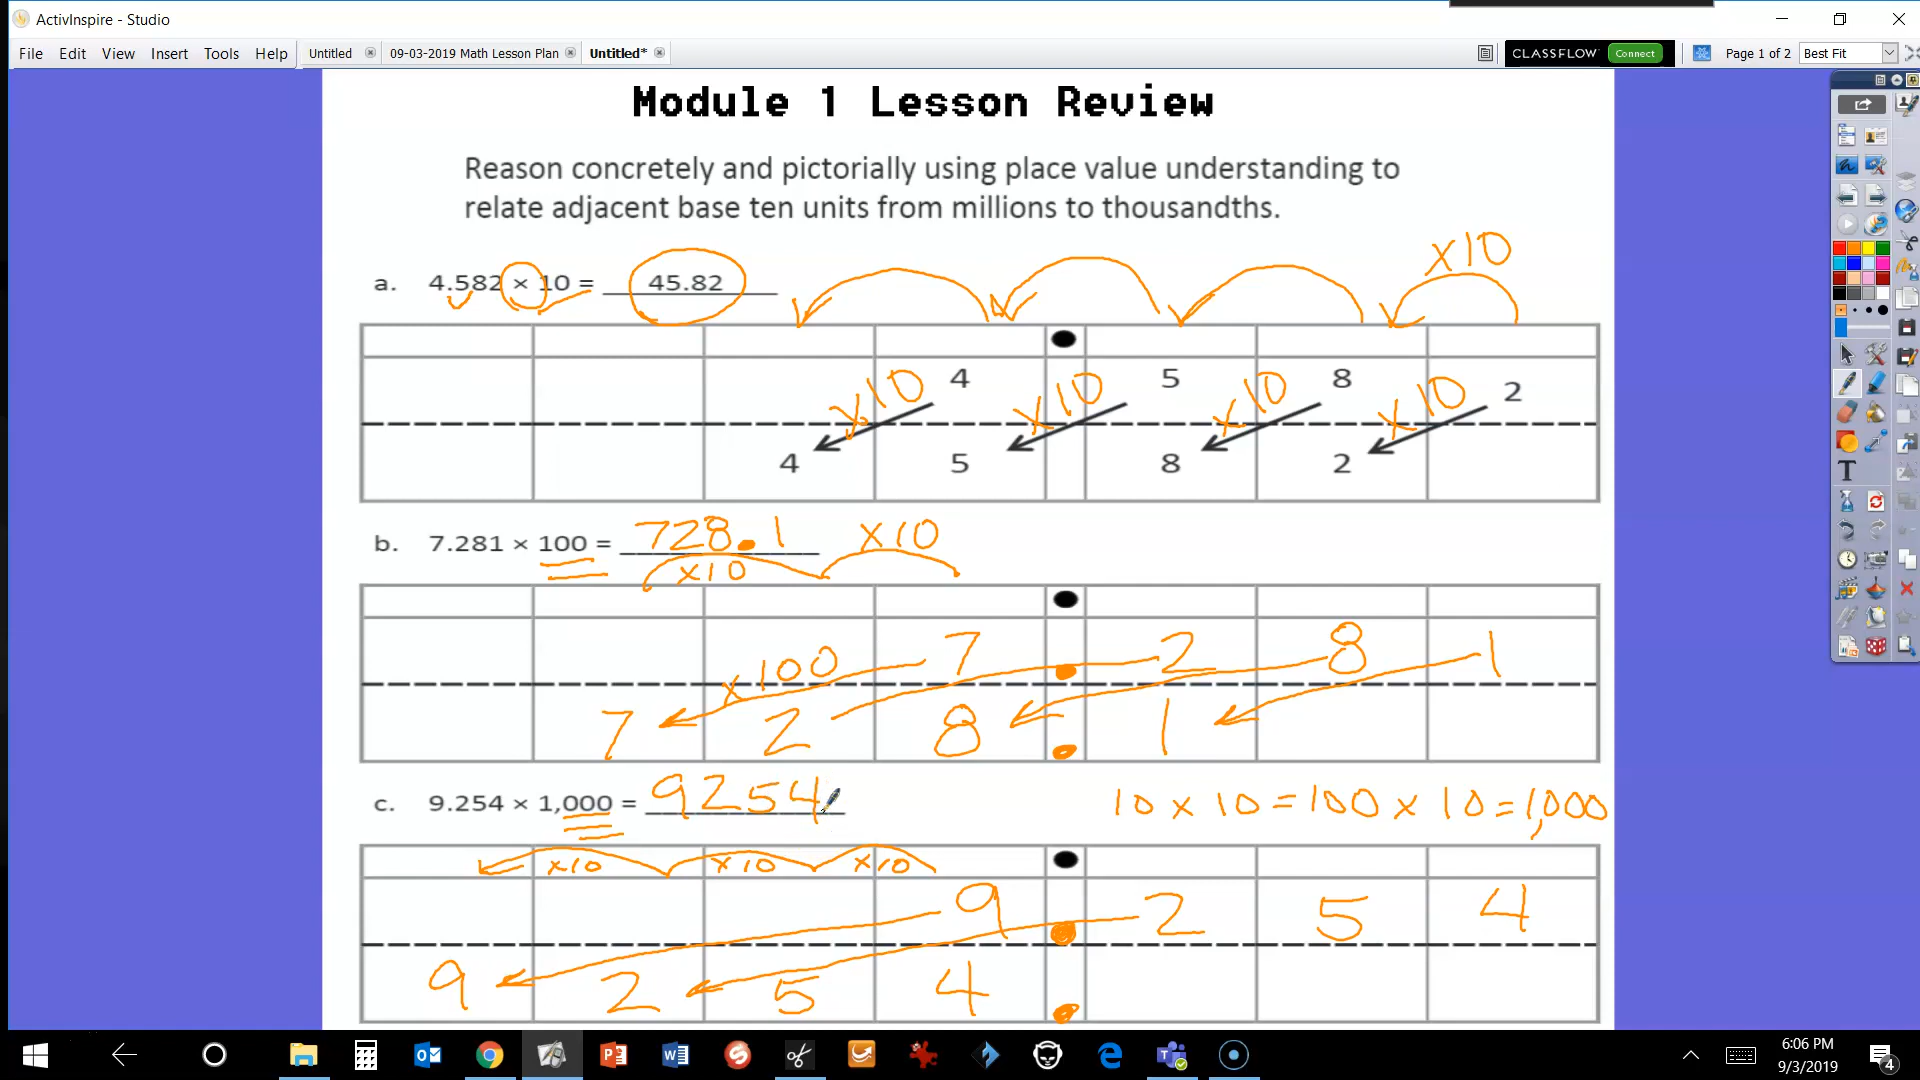 ActivInspire - Studio
File Edit View Insert Tools Help Untitled 09-03-2019 Math Lesson Plan Untitled* CLASSFLOW Connect Page 1 of 2 Best Fit
Module 1 Lesson Review
Reason concretely and pictorially using place value understanding to
relate adjacent base ten units from millions to thousandths.
x10
a. 4.582 × 10 = 45.82
4 5 8 2
x10 x10 x10 x10
4 5 8 2
b. 7.281 × 100 = 728.1 x10
x10
7 . 2 8 1
x100
7 2 8 . 1
c. 9.254 × 1,000 = 9254 10 x 10 = 100 x 10 = 1,000
x10 x10 x10
9 . 2 5 4
9 2 5 4 .
T
6:06 PM
9/3/2019
4